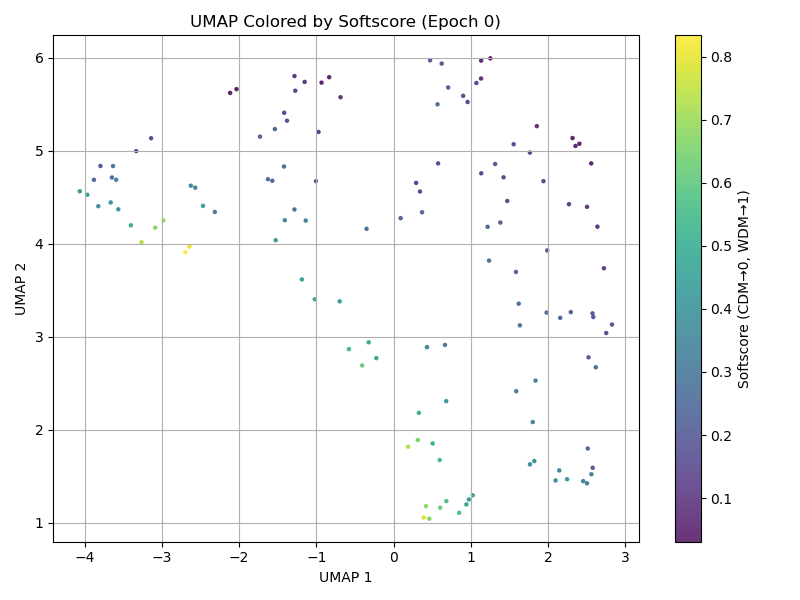 UMAP Colored by Softscore (Epoch 0)
6
5
4
3
2
1
UMAP 2
−4 −3 −2 −1 0 1 2 3
UMAP 1
0.8
0.7
0.6
0.5
0.4
0.3
0.2
0.1
Softscore (CDM→0, WDM→1)